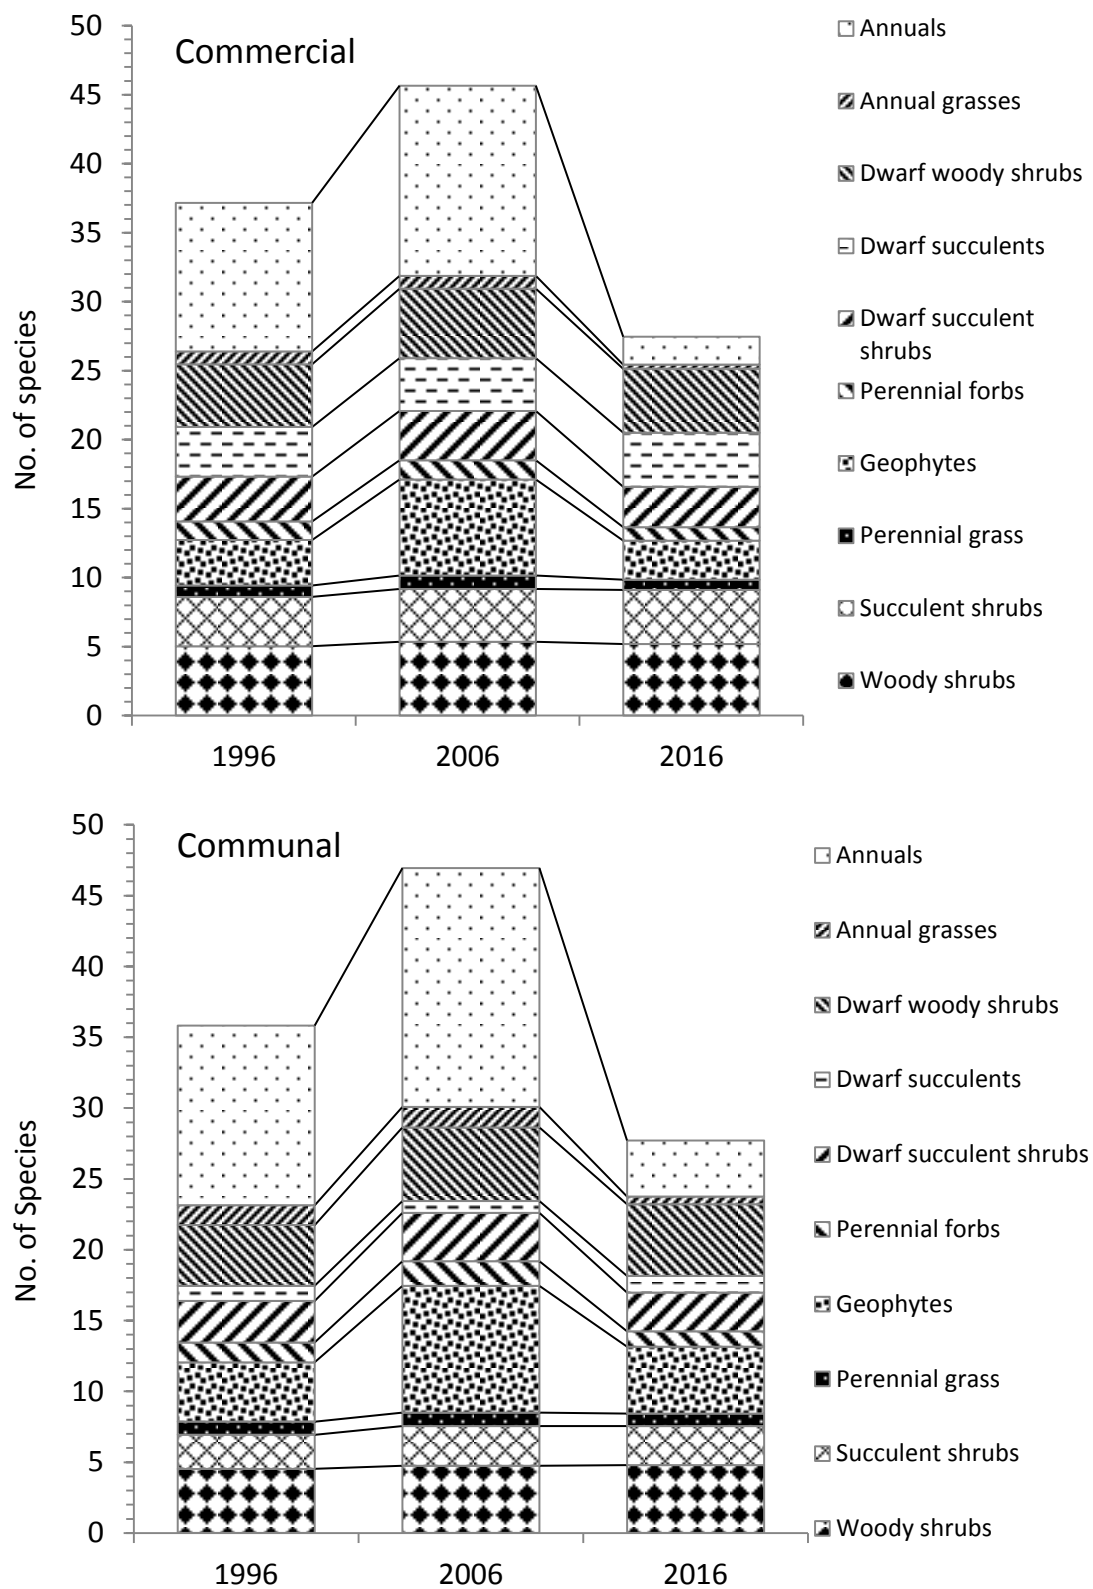 Commercial
No. of species
50
45
40
35
30
25
20
15
10
5
0
1996 2006 2016
Annuals
Annual grasses
Dwarf woody shrubs
Dwarf succulents
Dwarf succulent
shrubs
Perennial forbs
Geophytes
Perennial grass
Succulent shrubs
Woody shrubs
Communal
No. of Species
50
45
40
35
30
25
20
15
10
5
0
1996 2006 2016
Annuals
Annual grasses
Dwarf woody shrubs
Dwarf succulents
Dwarf succulent shrubs
Perennial forbs
Geophytes
Perennial grass
Succulent shrubs
Woody shrubs